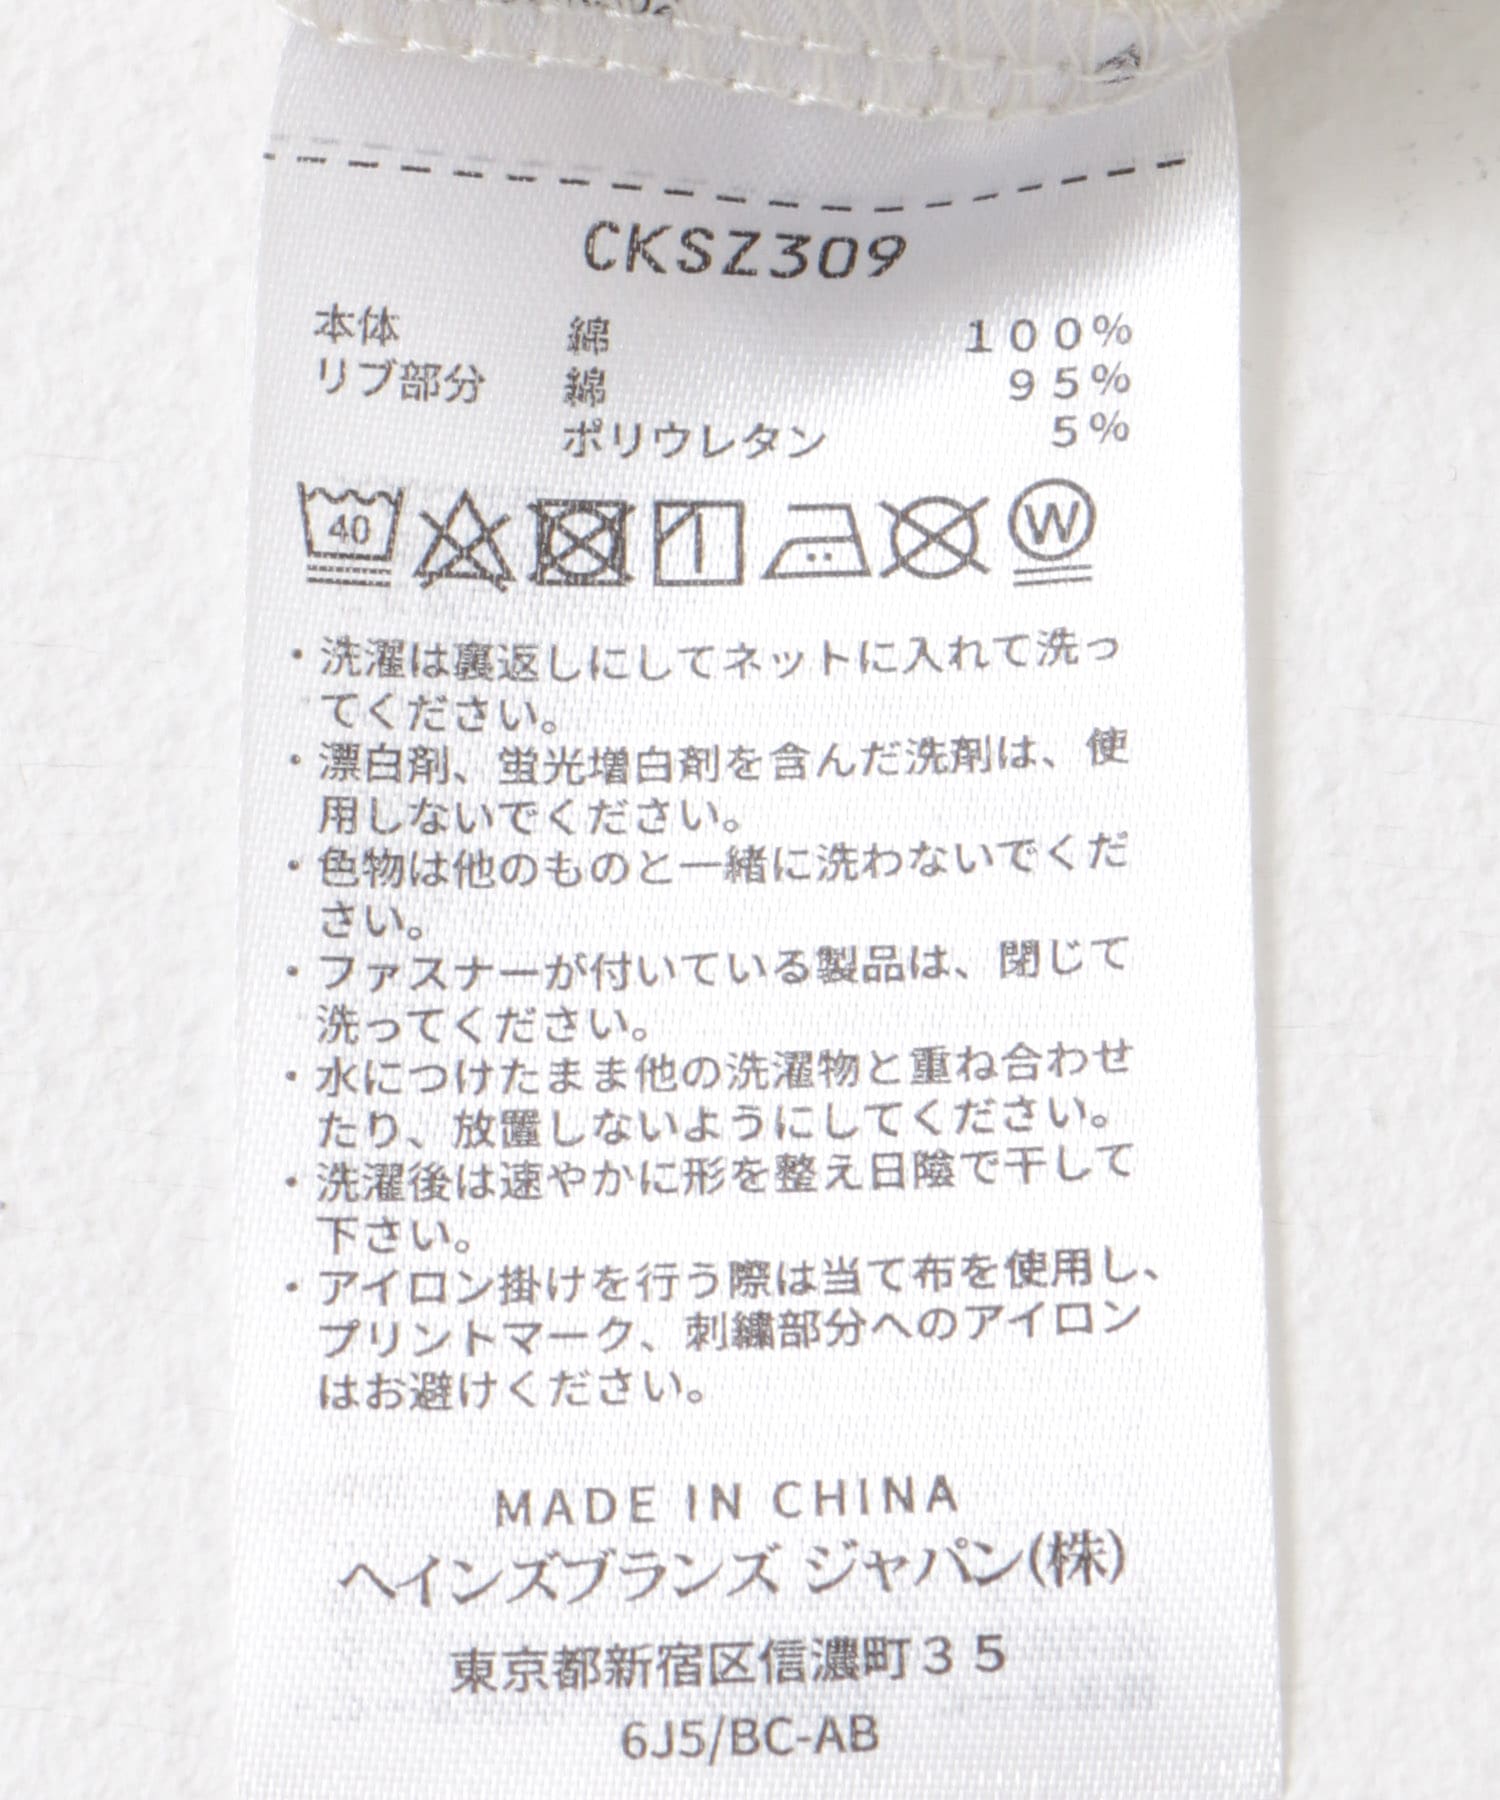 CKSZ309
本体 綿 100%
リブ部分 綿 95%
ポリウレタン 5%
40
W
・洗濯は裏返しにしてネットに入れて洗っ
てください。
・漂白剤、蛍光増白剤を含んだ洗剤は、使
用しないでください。
・色物は他のものと一緒に洗わないでくだ
さい。
・ファスナーが付いている製品は、閉じて
洗ってください。
・水につけたまま他の洗濯物と重ね合わせ
たり、放置しないようにしてください。
・洗濯後は速やかに形を整え日陰で干して
下さい。
・アイロン掛けを行う際は当て布を使用し、
プリントマーク、刺繍部分へのアイロン
はお避けください。
MADE IN CHINA
ヘインズブランズ ジャパン(株)
東京都新宿区信濃町35
6J5/BC-AB